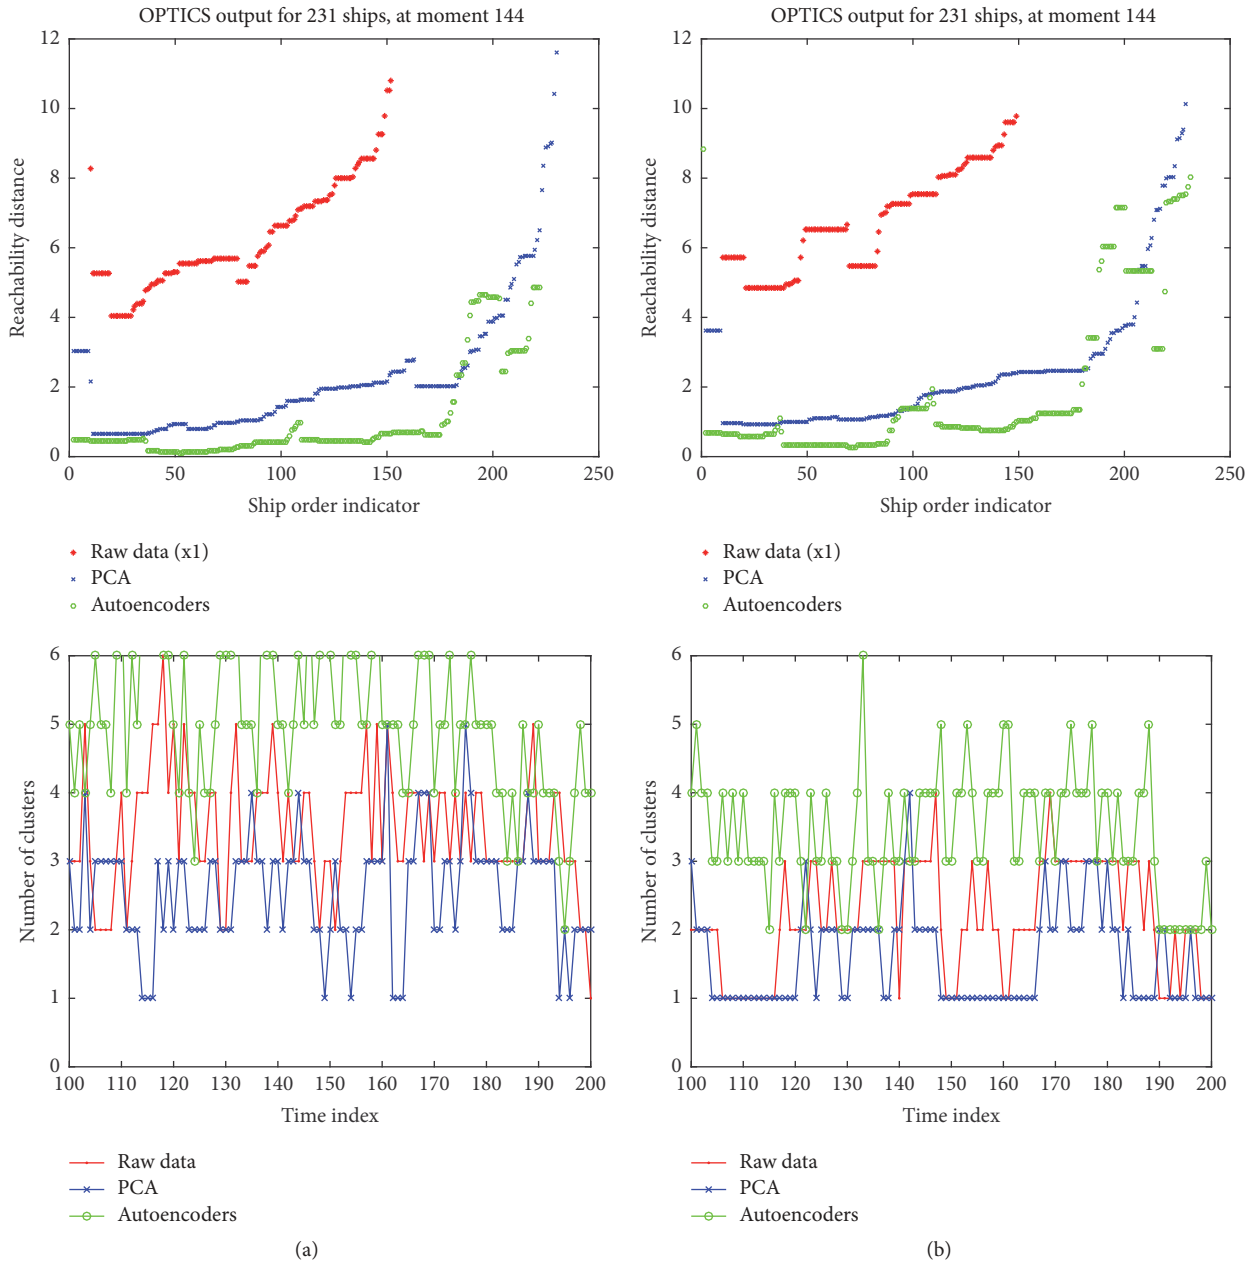 OPTICS output for 231 ships, at moment 144
12
10
8
6
4
2
0
Reachability distance
0 50 100 150 200 250
Ship order indicator
Raw data (x1)
PCA
Autoencoders
OPTICS output for 231 ships, at moment 144
12
10
8
6
4
2
0
Reachability distance
0 50 100 150 200 250
Ship order indicator
Raw data (x1)
PCA
Autoencoders
6
5
4
3
2
1
0
Number of clusters
100 110 120 130 140 150 160 170 180 190 200
Time index
Raw data
PCA
Autoencoders
(a)
6
5
4
3
2
1
0
Number of clusters
100 110 120 130 140 150 160 170 180 190 200
Time index
Raw data
PCA
Autoencoders
(b)